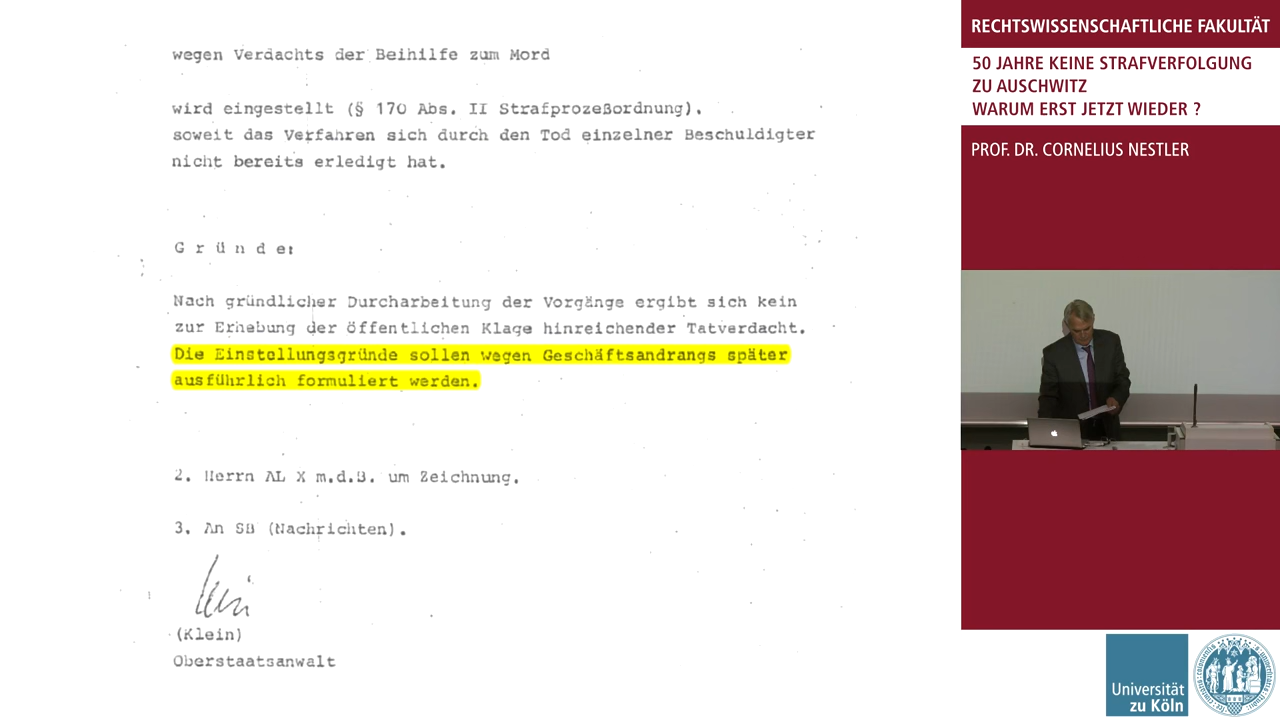 wegen Verdachts der Beihilfe zum Mord
wird eingestellt (§ 170 Abs. II Strafprozeßordnung),
soweit das Verfahren sich durch den Tod einzelner Beschuldigter
nicht bereits erledigt hat.
G r ü n d e :
Nach gründlicher Durcharbeitung der Vorgänge ergibt sich kein
zur Erhebung der öffentlichen Klage hinreichender Tatverdacht.
Die Einstellungsgründe sollen wegen Geschäftsandrangs später
ausführlich formuliert werden.
2. Herrn AL X m.d.B. um Zeichnung.
3. An SB (Nachrichten).
Klein
(Klein)
Oberstaatsanwalt
RECHTSWISSENSCHAFTLICHE FAKULTÄT
50 JAHRE KEINE STRAFVERFOLGUNG
ZU AUSCHWITZ
WARUM ERST JETZT WIEDER ?
PROF. DR. CORNELIUS NESTLER
Universität
zu Köln